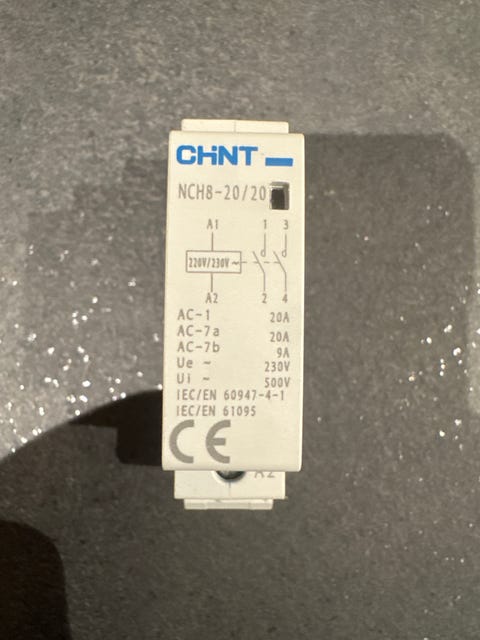 CHiNT
NCH8-20/20
A1 1 3
220V/230V ~
A2 2 4
AC-1 20A
AC-7a 20A
AC-7b 9A
Ue ~ 230V
Ui ~ 500V
IEC/EN 60947-4-1
IEC/EN 61095
CE
A2